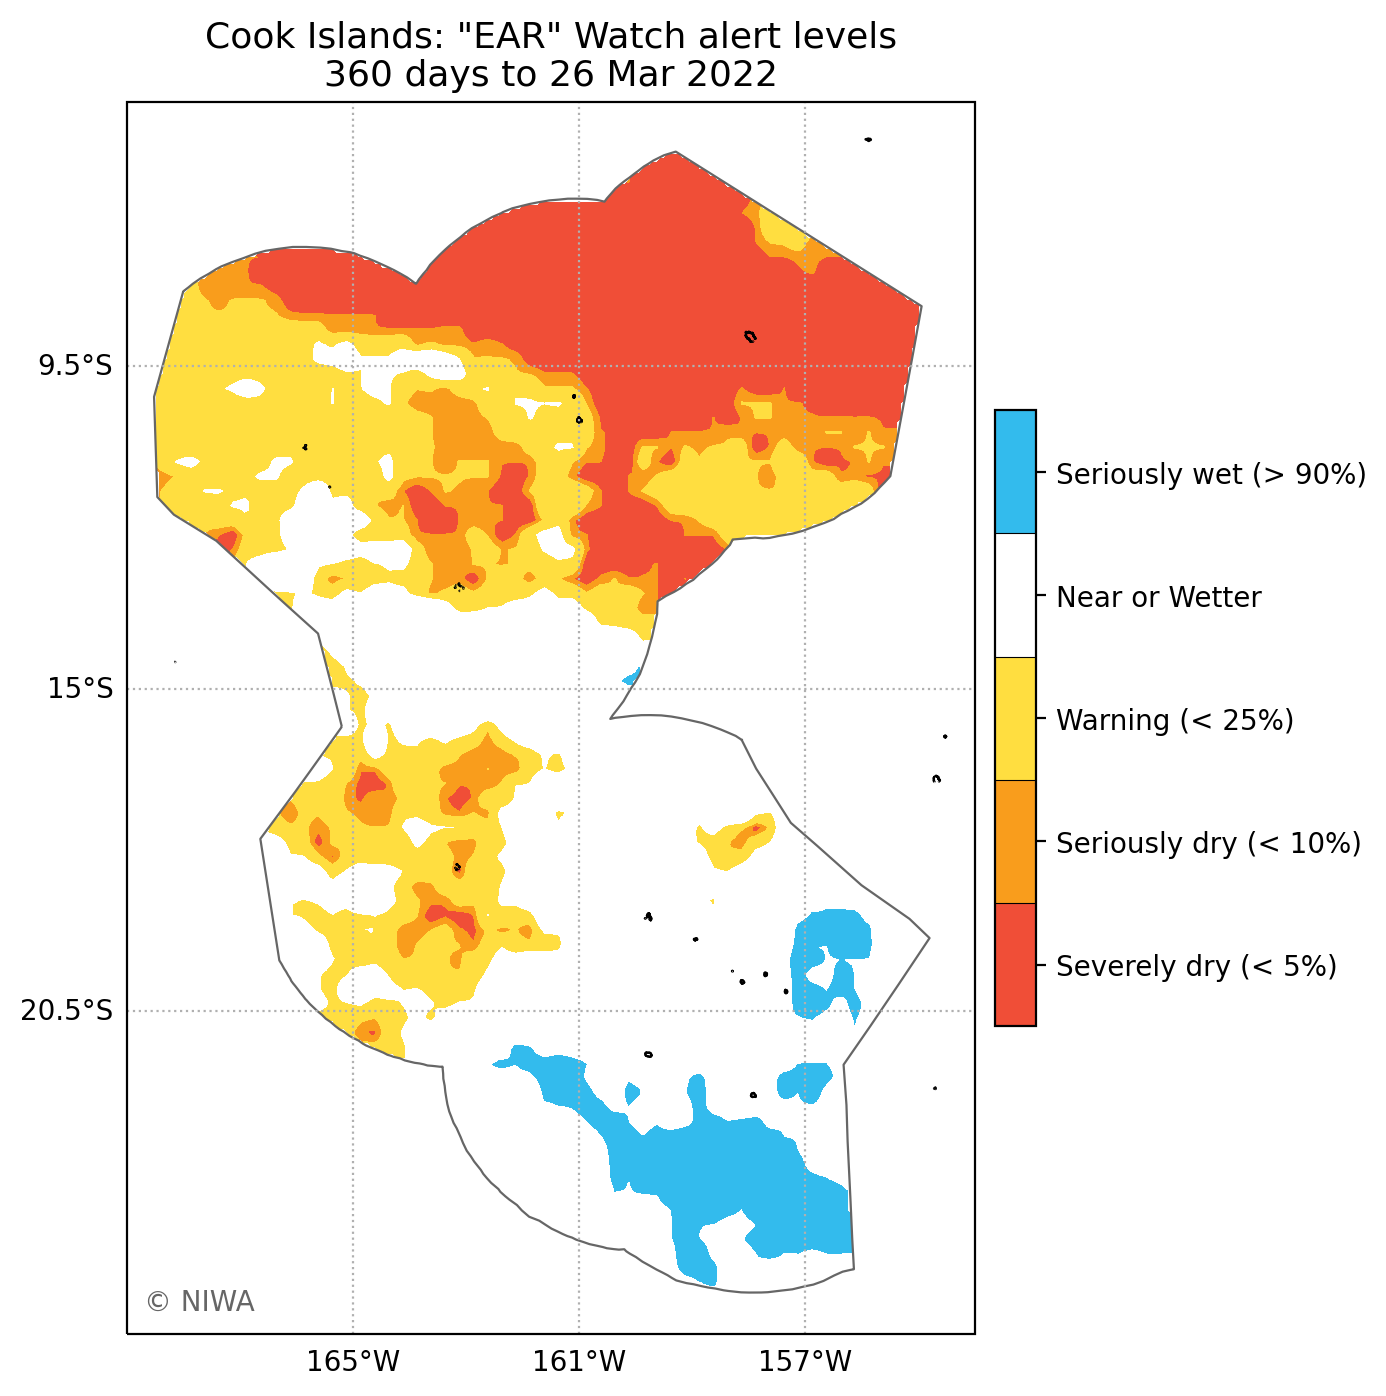 Cook Islands: "EAR" Watch alert levels
360 days to 26 Mar 2022
9.5°S
15°S
20.5°S
165°W
161°W
157°W
Seriously wet (> 90%)
Near or Wetter
Warning (< 25%)
Seriously dry (< 10%)
Severely dry (< 5%)
© NIWA